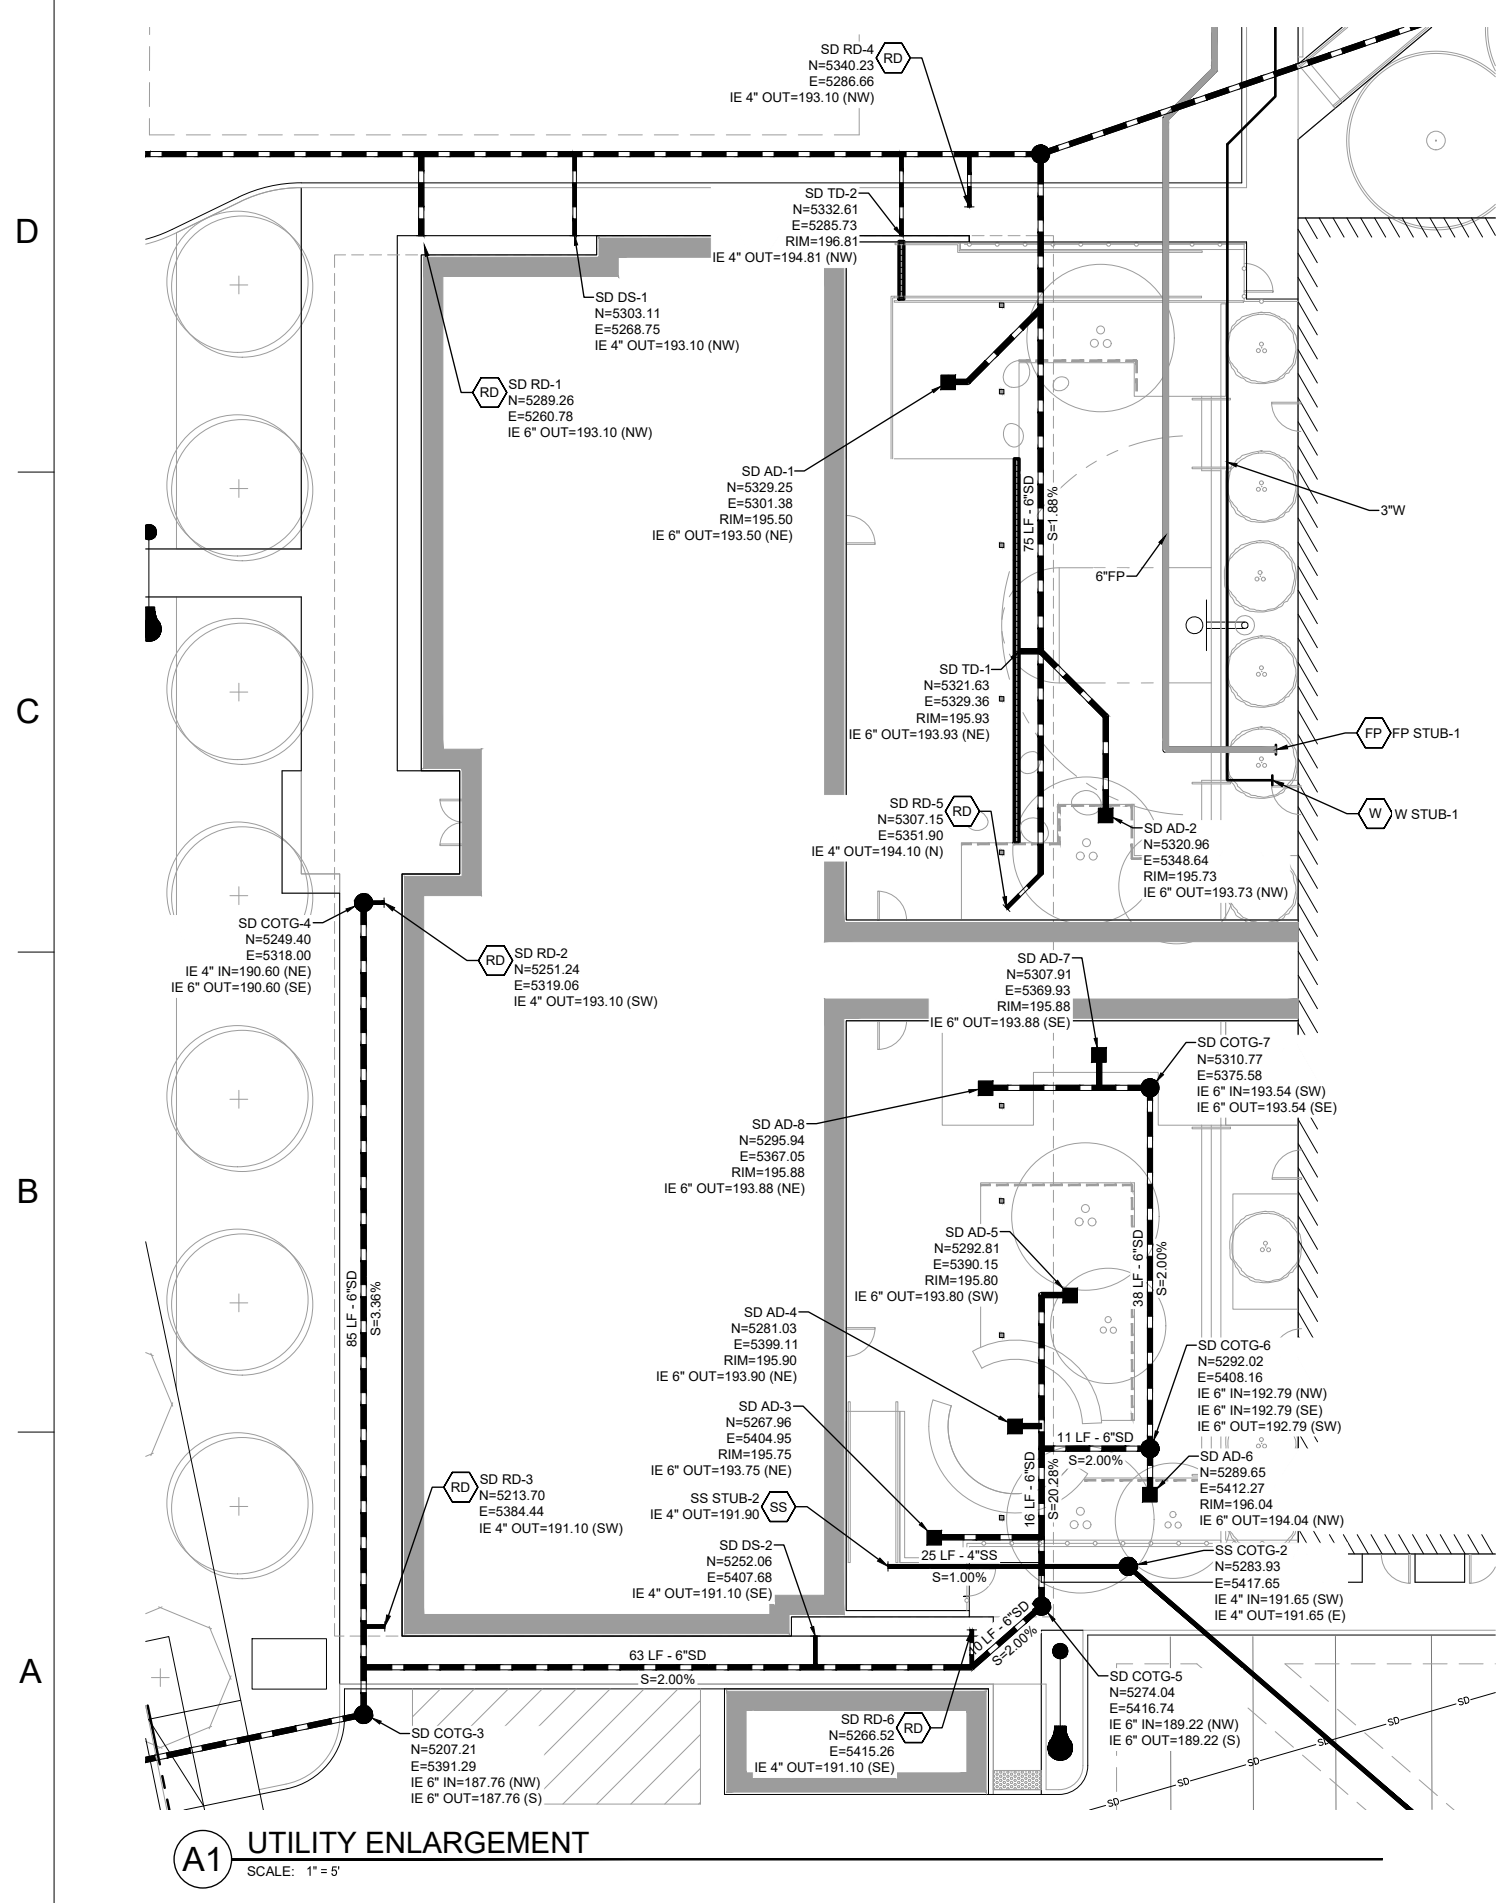 SD RD-4
N=5340.23
E=5286.66
IE 4" OUT=193.10 (NW)
RD
D
SD TD-2
N=5332.61
E=5285.73
RIM=196.81
IE 4" OUT=194.81 (NW)
SD DS-1
N=5303.11
E=5268.75
IE 4" OUT=193.10 (NW)
RD
SD RD-1
N=5289.26
E=5260.78
IE 6" OUT=193.10 (NW)
SD AD-1
N=5329.25
E=5301.38
RIM=195.50
IE 6" OUT=193.50 (NE)
75 LF - 6"SD
S=1.88%
3"W
6"FP
SD TD-1
N=5321.63
E=5329.36
RIM=195.93
IE 6" OUT=193.93 (NE)
C
FP
FP STUB-1
W
W STUB-1
SD RD-5
N=5307.15
E=5351.90
IE 4" OUT=194.10 (N)
RD
SD AD-2
N=5320.96
E=5348.64
RIM=195.73
IE 6" OUT=193.73 (NW)
SD COTG-4
N=5249.40
E=5318.00
IE 4" IN=190.60 (NE)
IE 6" OUT=190.60 (SE)
RD
SD RD-2
N=5251.24
E=5319.06
IE 4" OUT=193.10 (SW)
SD AD-7
N=5307.91
E=5369.93
RIM=195.88
IE 6" OUT=193.88 (SE)
SD COTG-7
N=5310.77
E=5375.58
IE 6" IN=193.54 (SW)
IE 6" OUT=193.54 (SE)
SD AD-8
N=5295.94
E=5367.05
RIM=195.88
IE 6" OUT=193.88 (NE)
B
SD AD-5
N=5292.81
E=5390.15
RIM=195.80
IE 6" OUT=193.80 (SW)
38 LF - 6"SD
S=2.00%
85 LF - 6"SD
S=3.36%
SD AD-4
N=5281.03
E=5399.11
RIM=195.90
IE 6" OUT=193.90 (NE)
SD COTG-6
N=5292.02
E=5408.16
IE 6" IN=192.79 (NW)
IE 6" IN=192.79 (SE)
IE 6" OUT=192.79 (SW)
SD AD-3
N=5267.96
E=5404.95
RIM=195.75
IE 6" OUT=193.75 (NE)
11 LF - 6"SD
S=2.00%
16 LF - 6"SD
S=20.28%
SD AD-6
N=5289.65
E=5412.27
RIM=196.04
IE 6" OUT=194.04 (NW)
RD
SD RD-3
N=5213.70
E=5384.44
IE 4" OUT=191.10 (SW)
SS STUB-2
IE 4" OUT=191.90
SS
25 LF - 4"SS
S=1.00%
SD DS-2
N=5252.06
E=5407.68
IE 4" OUT=191.10 (SE)
SS COTG-2
N=5283.93
E=5417.65
IE 4" IN=191.65 (SW)
IE 4" OUT=191.65 (E)
10 LF - 6"SD
S=2.00%
63 LF - 6"SD
S=2.00%
A
SD COTG-5
N=5274.04
E=5416.74
IE 6" IN=189.22 (NW)
IE 6" OUT=189.22 (S)
SD RD-6
N=5266.52
E=5415.26
IE 4" OUT=191.10 (SE)
RD
SD COTG-3
N=5207.21
E=5391.29
IE 6" IN=187.76 (NW)
IE 6" OUT=187.76 (S)
SD
SD
SD
SD
SD
SD
A1
UTILITY ENLARGEMENT
SCALE: 1" = 5'